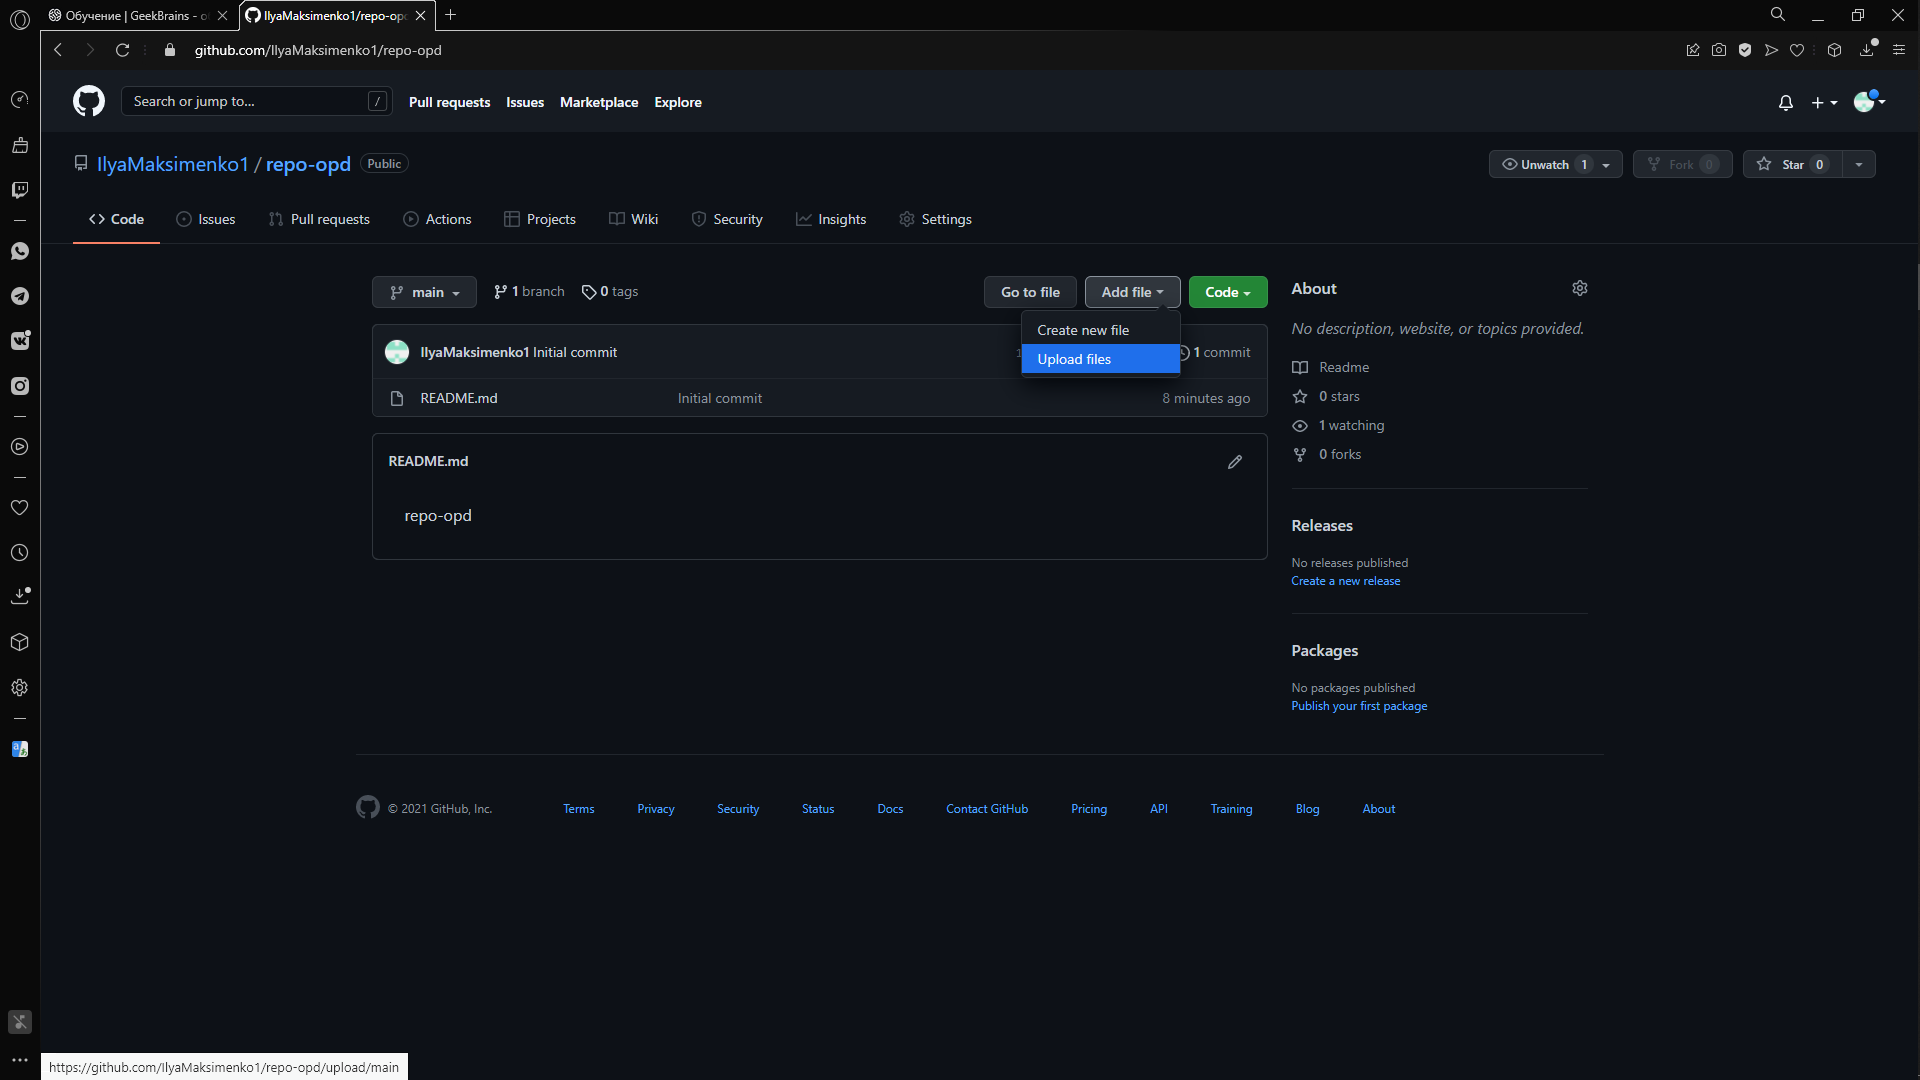 Обучение | GeekBrains - о
IlyaMaksimenko1/repo-op
github.com/IlyaMaksimenko1/repo-opd
Search or jump to... /
Pull requests Issues Marketplace Explore
IlyaMaksimenko1 / repo-opd Public
Unwatch 1 Fork 0 Star 0
Code Issues Pull requests Actions Projects Wiki Security Insights Settings
main 1 branch 0 tags
Go to file Add file Code
Create new file
Upload files
IlyaMaksimenko1 Initial commit 1 commit
README.md Initial commit 8 minutes ago
README.md
repo-opd
About
No description, website, or topics provided.
Readme
0 stars
1 watching
0 forks
Releases
No releases published
Create a new release
Packages
No packages published
Publish your first package
© 2021 GitHub, Inc. Terms Privacy Security Status Docs Contact GitHub Pricing API Training Blog About
https://github.com/IlyaMaksimenko1/repo-opd/upload/main